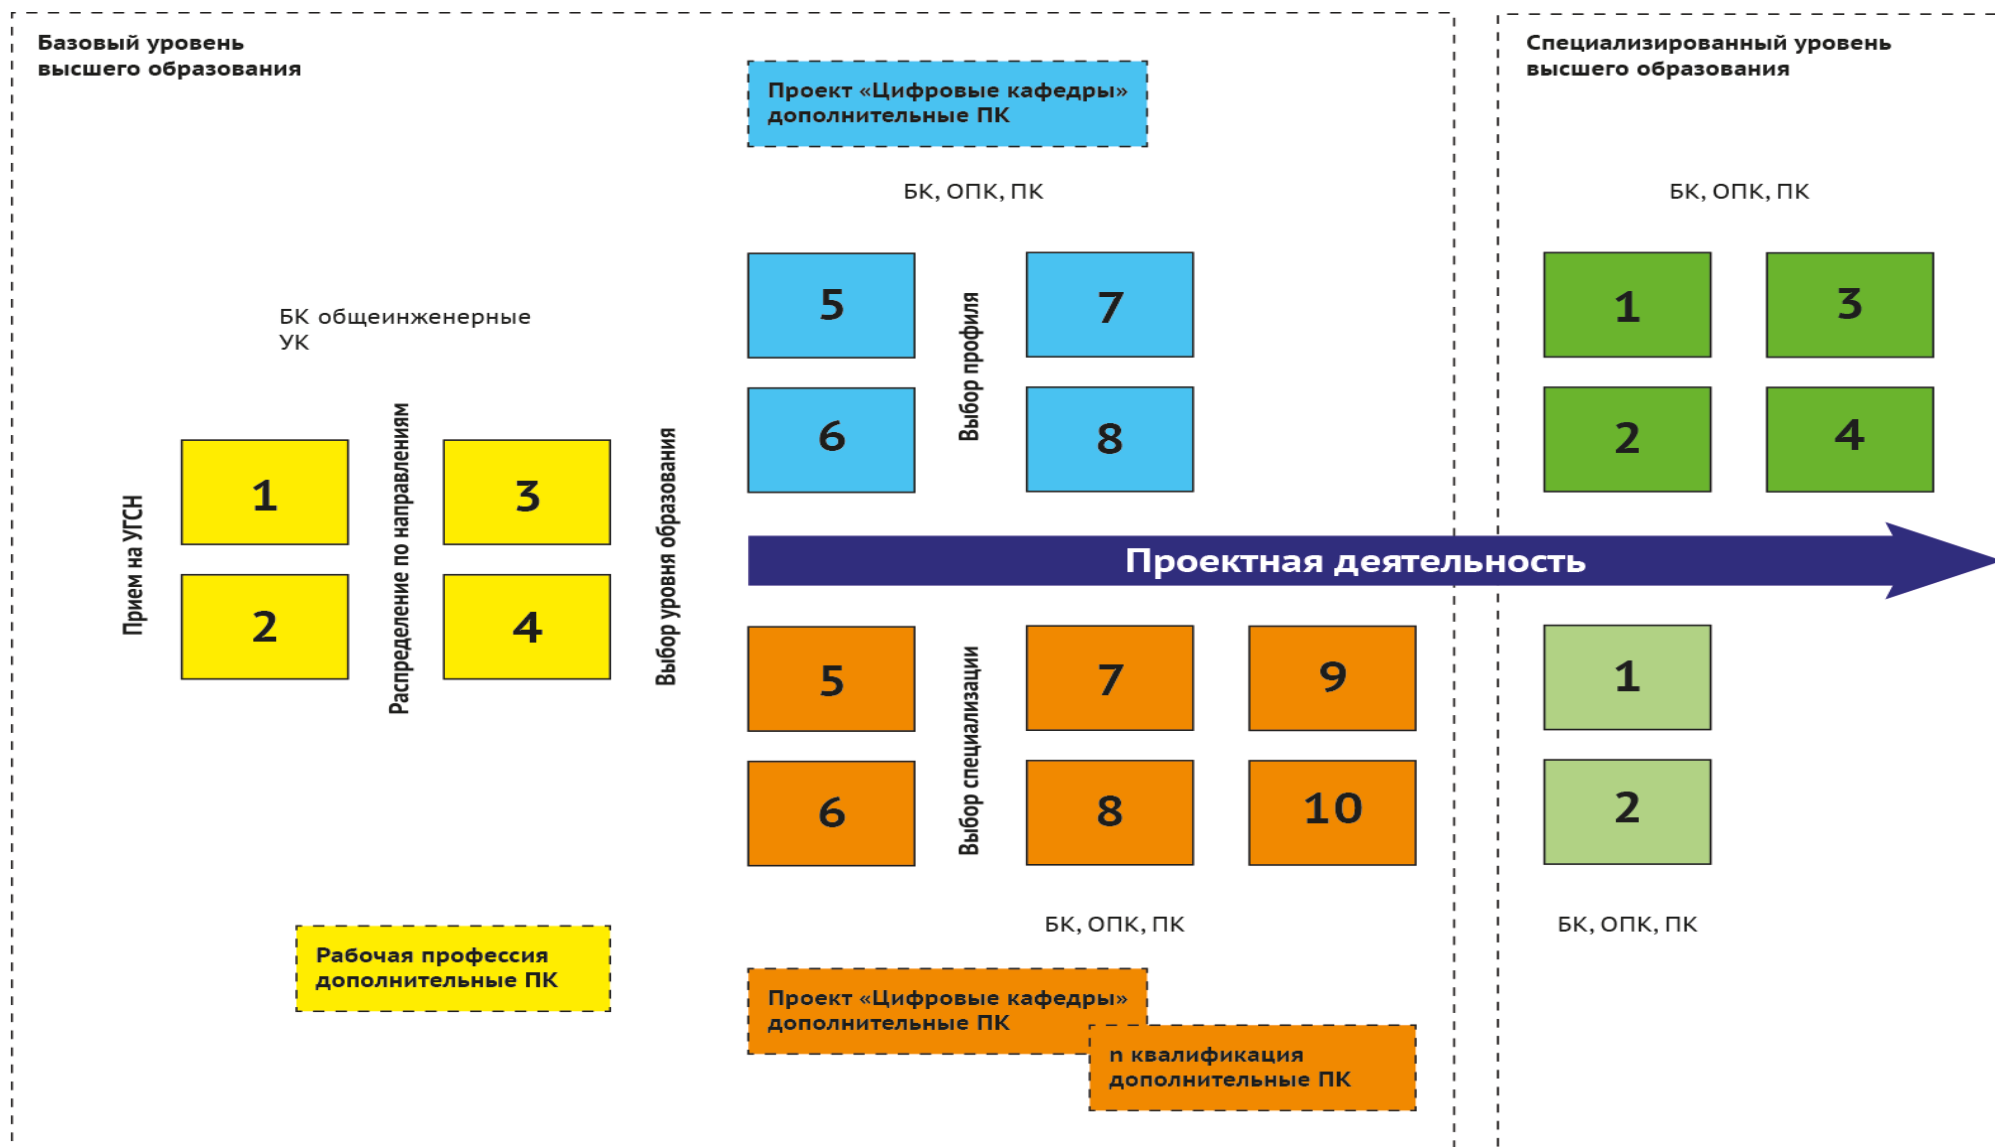 Базовый уровень
высшего образования
Специализированный уровень
высшего образования
Проект «Цифровые кафедры»
дополнительные ПК
БК, ОПК, ПК
БК, ОПК, ПК
БК общеинженерные
УК
Прием на УГСН
1
2
Распределение по направлениям
3
4
Выбор уровня образования
5
6
Выбор профиля
7
8
1
3
2
4
Проектная деятельность
5
6
Выбор специализации
7
9
8
10
1
2
БК, ОПК, ПК
БК, ОПК, ПК
Рабочая профессия
дополнительные ПК
Проект «Цифровые кафедры»
дополнительные ПК
n квалификация
дополнительные ПК